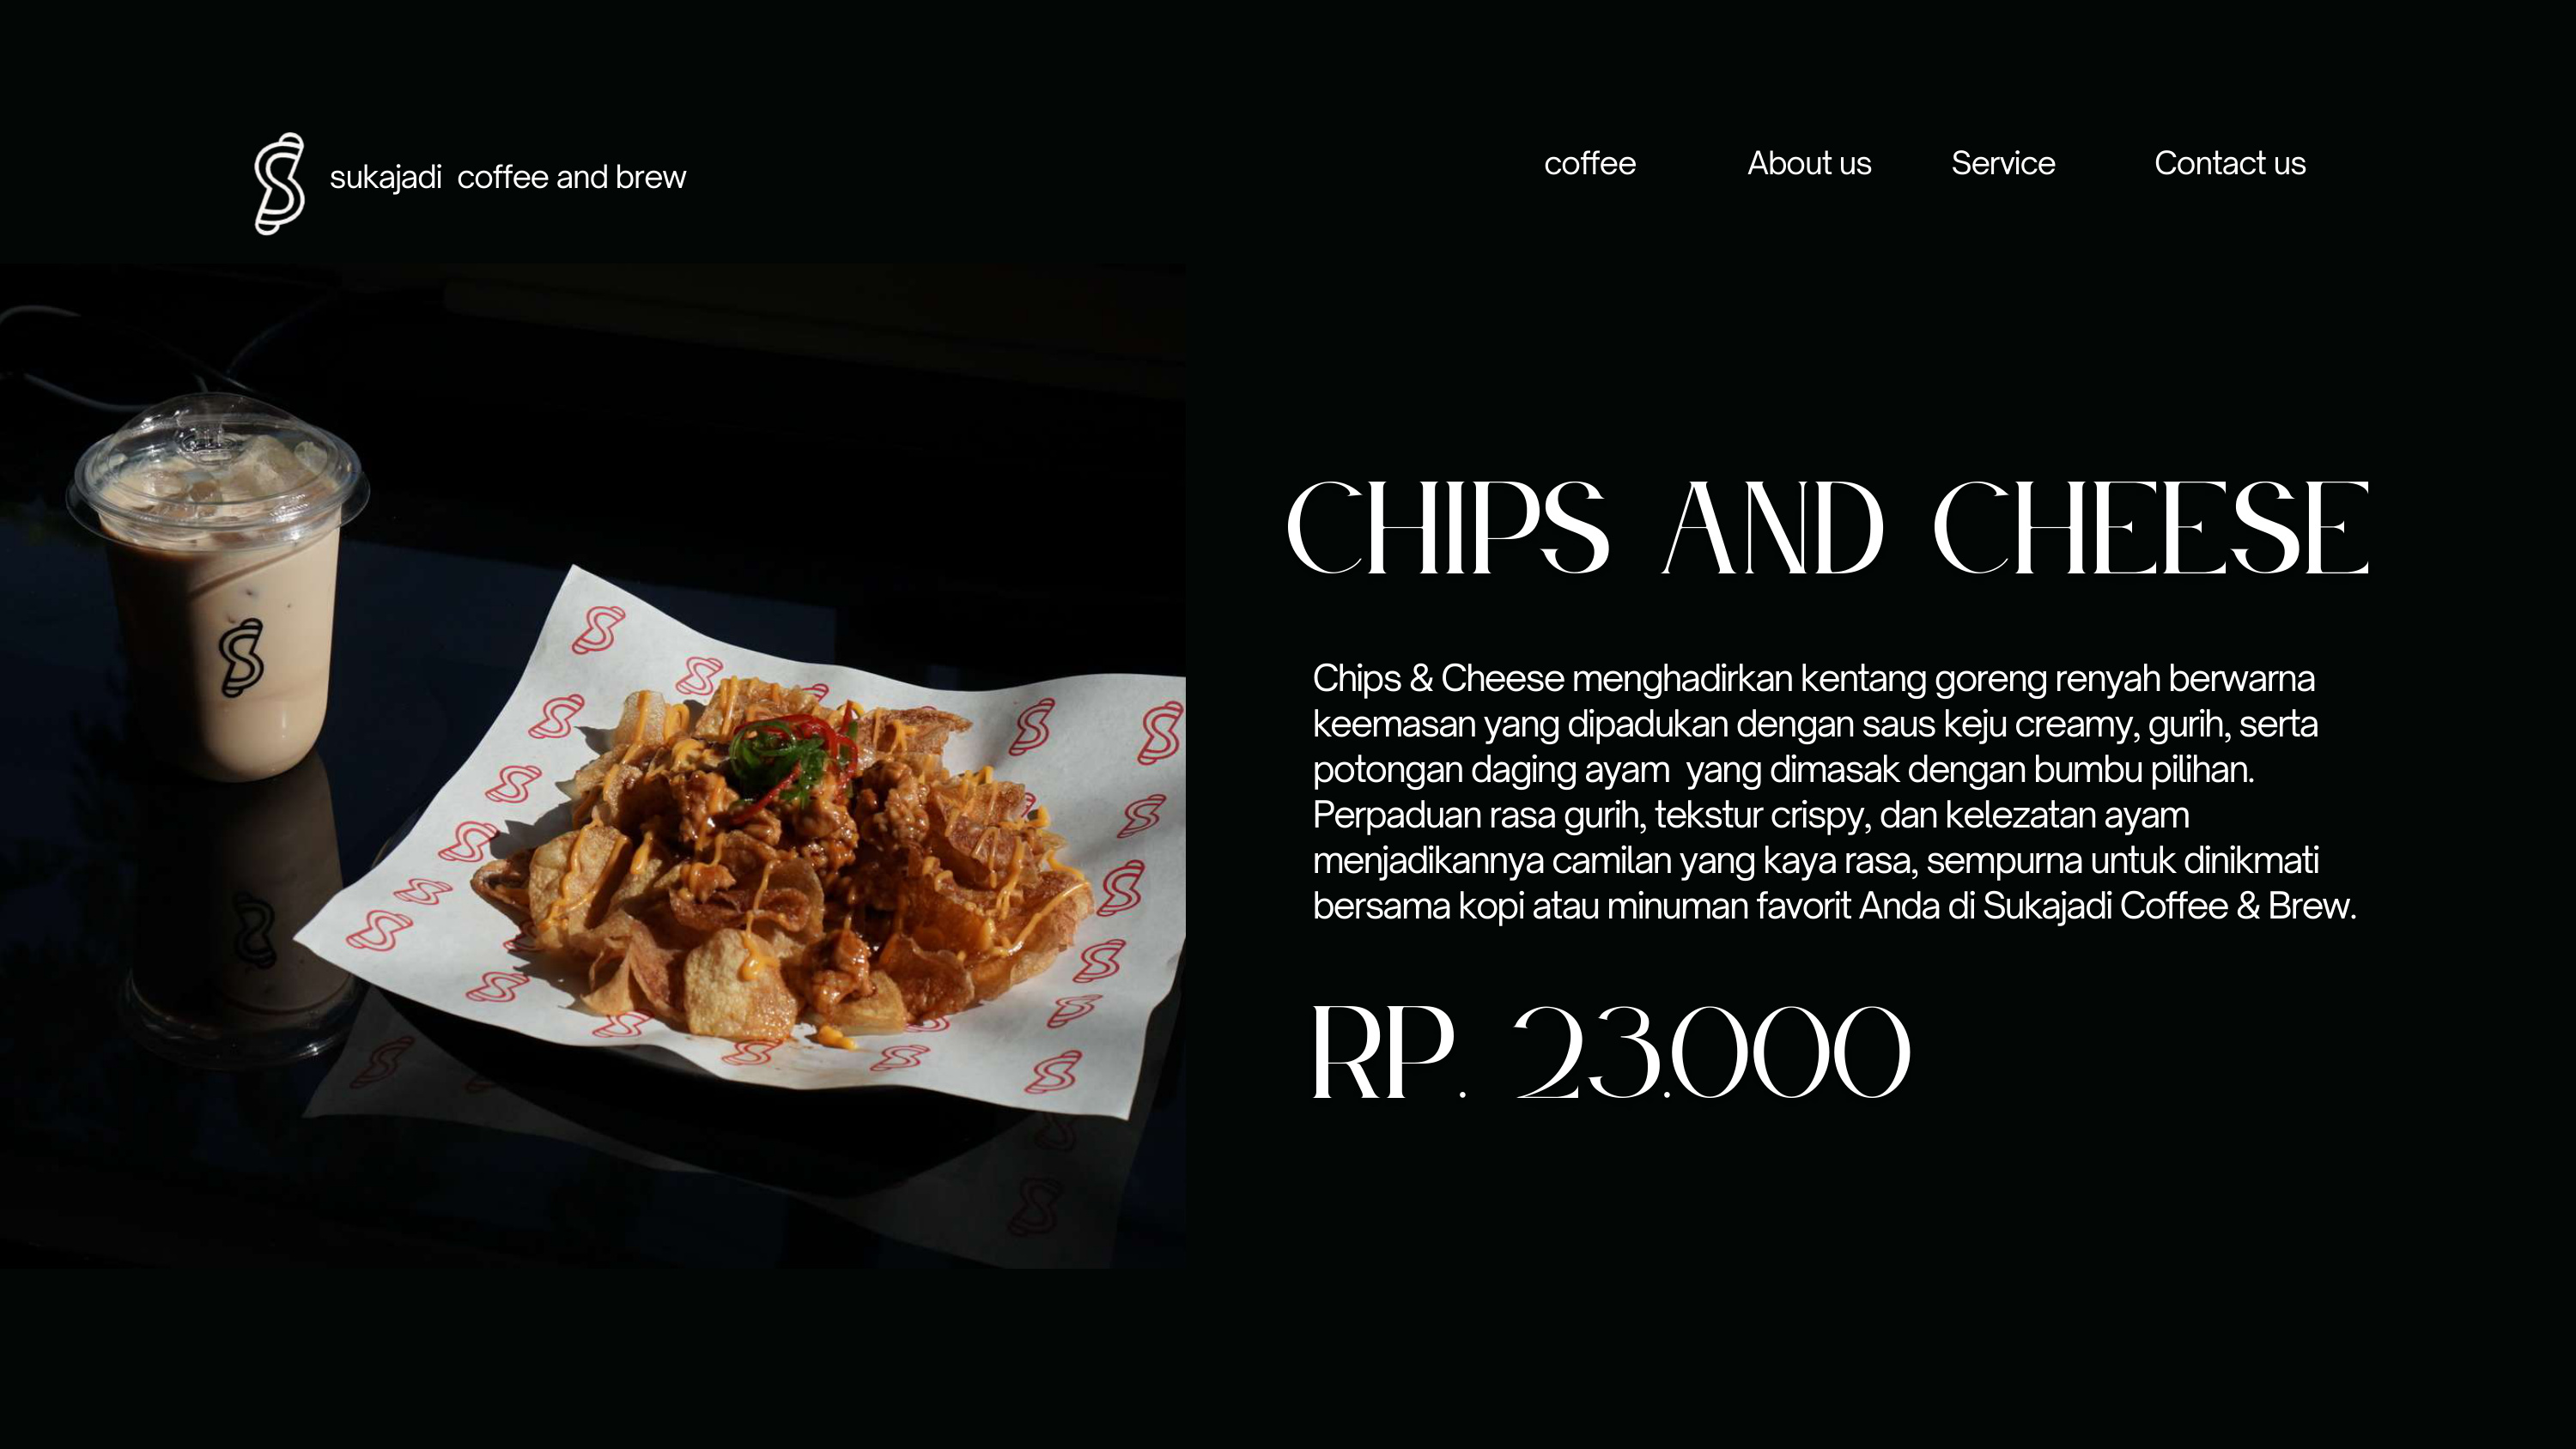 sukajadi  coffee and brew
coffee
About us
Service
Contact us
CHIPS AND CHEESE
Chips & Cheese menghadirkan kentang goreng renyah berwarna
keemasan yang dipadukan dengan saus keju creamy, gurih, serta
potongan daging ayam  yang dimasak dengan bumbu pilihan.
Perpaduan rasa gurih, tekstur crispy, dan kelezatan ayam
menjadikannya camilan yang kaya rasa, sempurna untuk dinikmati
bersama kopi atau minuman favorit Anda di Sukajadi Coffee & Brew.
RP. 23.000